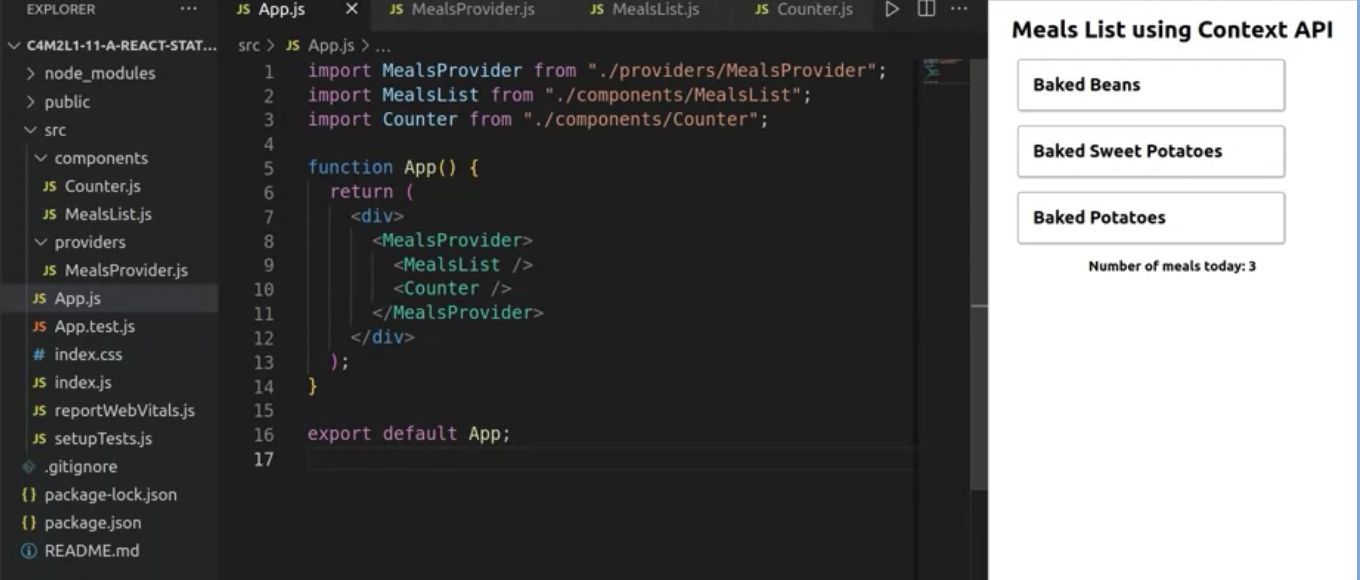 EXPLORER ...
C4M2L1-11-A-REACT-STAT...
node_modules
public
src
components
JS Counter.js
JS MealsList.js
providers
JS MealsProvider.js
JS App.js
JS App.test.js
# index.css
JS index.js
JS reportWebVitals.js
JS setupTests.js
.gitignore
{} package-lock.json
{} package.json
README.md
JS App.js JS MealsProvider.js JS MealsList.js JS Counter.js ...
src > JS App.js > ...
1 import MealsProvider from "./providers/MealsProvider";
2 import MealsList from "./components/MealsList";
3 import Counter from "./components/Counter";
4
5 function App() {
6 return (
7 <div>
8 <MealsProvider>
9 <MealsList />
10 <Counter />
11 </MealsProvider>
12 </div>
13 );
14 }
15
16 export default App;
17
Meals List using Context API
Baked Beans
Baked Sweet Potatoes
Baked Potatoes
Number of meals today: 3